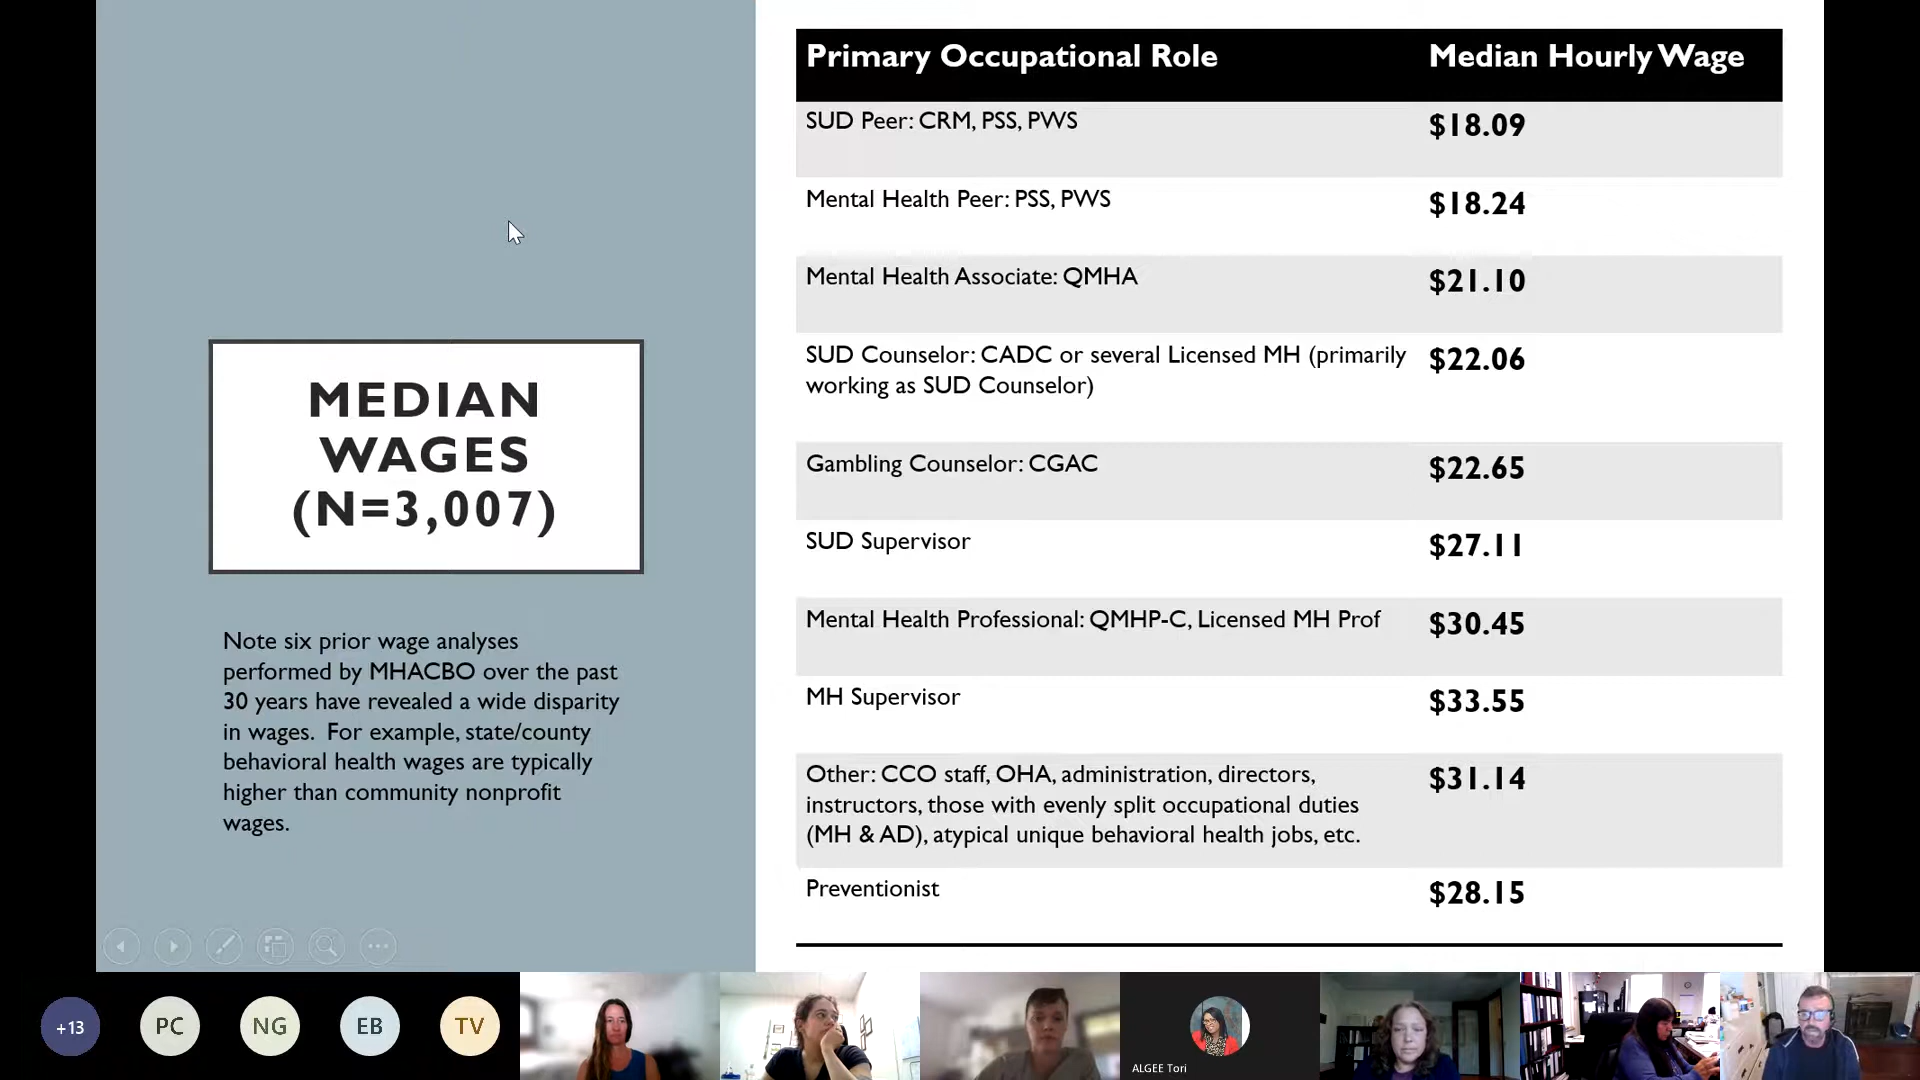 MEDIAN
WAGES
(N=3,007)
Note six prior wage analyses
performed by MHACBO over the past
30 years have revealed a wide disparity
in wages.  For example, state/county
behavioral health wages are typically
higher than community nonprofit
wages.
Primary Occupational Role Median Hourly Wage
SUD Peer: CRM, PSS, PWS $18.09
Mental Health Peer: PSS, PWS $18.24
Mental Health Associate: QMHA $21.10
SUD Counselor: CADC or several Licensed MH (primarily $22.06
working as SUD Counselor)
Gambling Counselor: CGAC $22.65
SUD Supervisor $27.11
Mental Health Professional: QMHP-C, Licensed MH Prof $30.45
MH Supervisor $33.55
Other: CCO staff, OHA, administration, directors, $31.14
instructors, those with evenly split occupational duties
(MH & AD), atypical unique behavioral health jobs, etc.
Preventionist $28.15
+13 PC NG EB TV
ALGEE Tori